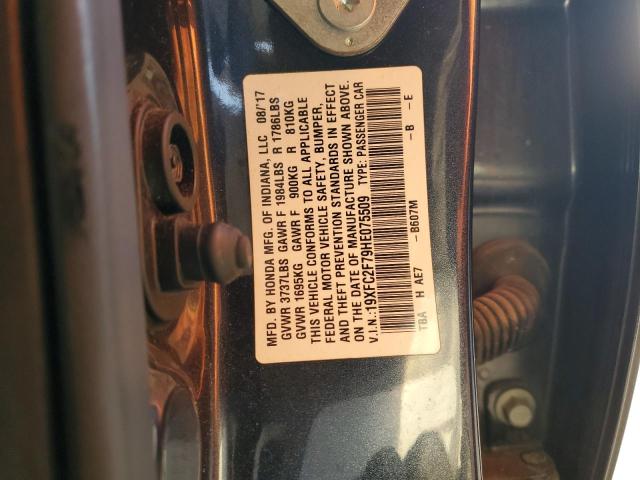 MFD. BY HONDA MFG. OF INDIANA, LLC 08/'17
GVWR 3737LBS GAWR F 1984LBS R 1786LBS
GVWR 1695KG GAWR F 900KG R 810KG
THIS VEHICLE CONFORMS TO ALL APPLICABLE
FEDERAL MOTOR VEHICLE SAFETY, BUMPER,
AND THEFT PREVENTION STANDARDS IN EFFECT
ON THE DATE OF MANUFACTURE SHOWN ABOVE.
V.I.N.:19XFC2F79HE075509 TYPE: PASSENGER CAR
-B607M -B -E
TBA H AE7